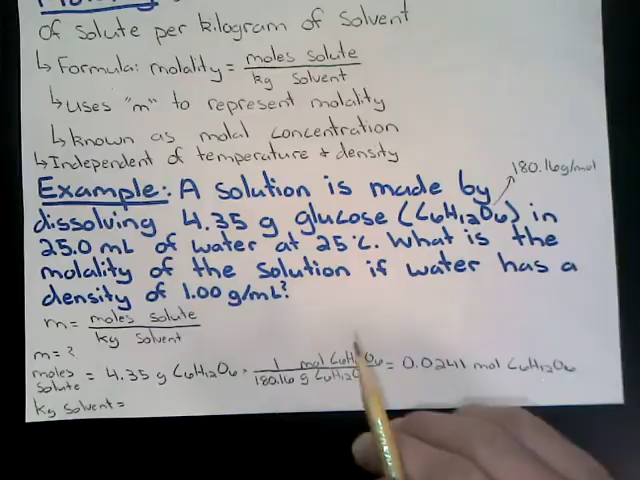 of solute per kilogram of solvent
↳ Formula: molality = moles solute / kg solvent
↳ uses "m" to represent molality
↳ known as molal concentration
↳ Independent of temperature + density
180.16g/mol
Example: A solution is made by
dissolving 4.35 g glucose (C6H12O6) in
25.0 mL of water at 25°C. What is the
molality of the solution if water has a
density of 1.00 g/mL?
m = moles solute / kg solvent
m = ?
moles solute = 4.35 g C6H12O6 · 1 mol C6H12O6 / 180.16 g C6H12O = 0.0241 mol C6H12O6
kg solvent =